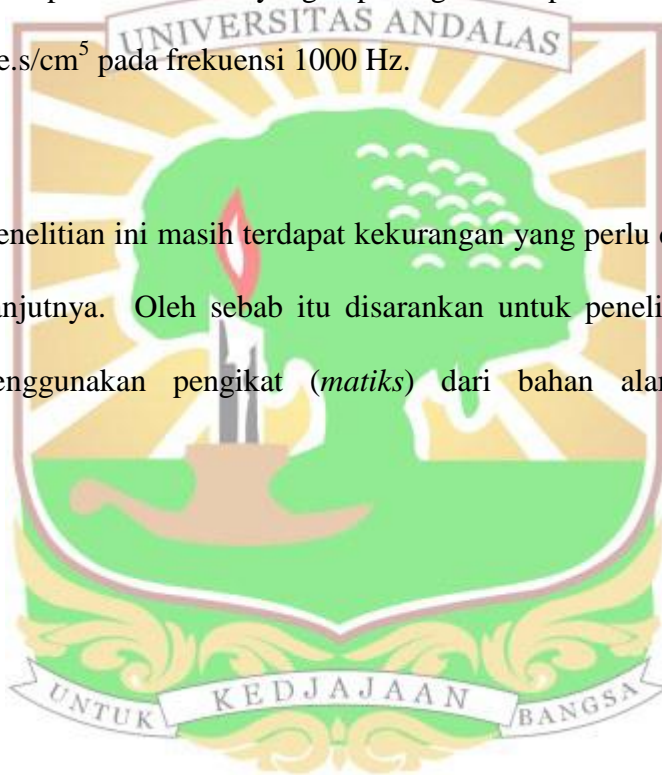 UNIVERSITAS ANDALAS
e.s/cm⁵ pada frekuensi 1000 Hz.
enelitian ini masih terdapat kekurangan yang perlu
anjutnya. Oleh sebab itu disarankan untuk peneli
enggunakan pengikat (matiks) dari bahan alam
UNTUK KEDJAJAAN BANGSA